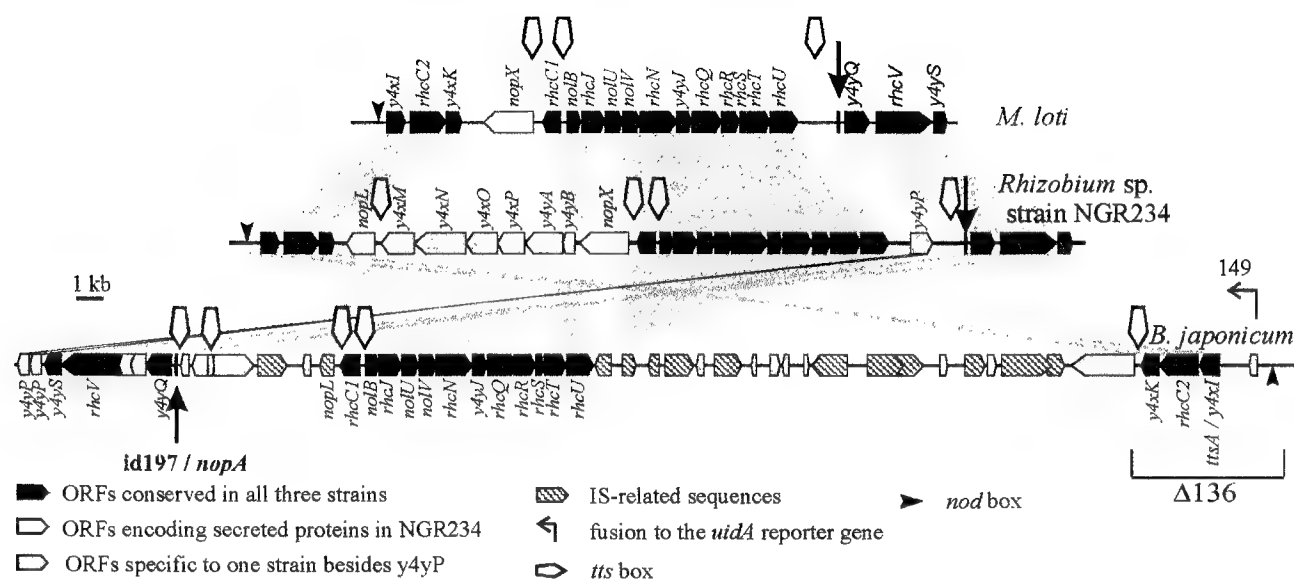 y4xI rhcC2 y4xK nopX rhcC1 nolB rhcJ nolU nolV rhcN y4yJ rhcQ rhcR rhcS rhcT rhcU y4yQ rhcV y4yS
M. loti
nopL y4xM y4xN y4xO y4xP y4yA y4yB nopX y4yP
Rhizobium sp.
strain NGR234
1 kb
149
B. japonicum
y4yP y4yP y4yS rhcV y4yQ nopL rhcC1 nolB rhcJ nolU nolV rhcN y4yJ rhcQ rhcR rhcS rhcT rhcU y4xK rhcC2 ttsA / y4xI
id197 / nopA
Δ136
ORFs conserved in all three strains
IS-related sequences
nod box
ORFs encoding secreted proteins in NGR234
fusion to the uidA reporter gene
ORFs specific to one strain besides y4yP
tts box